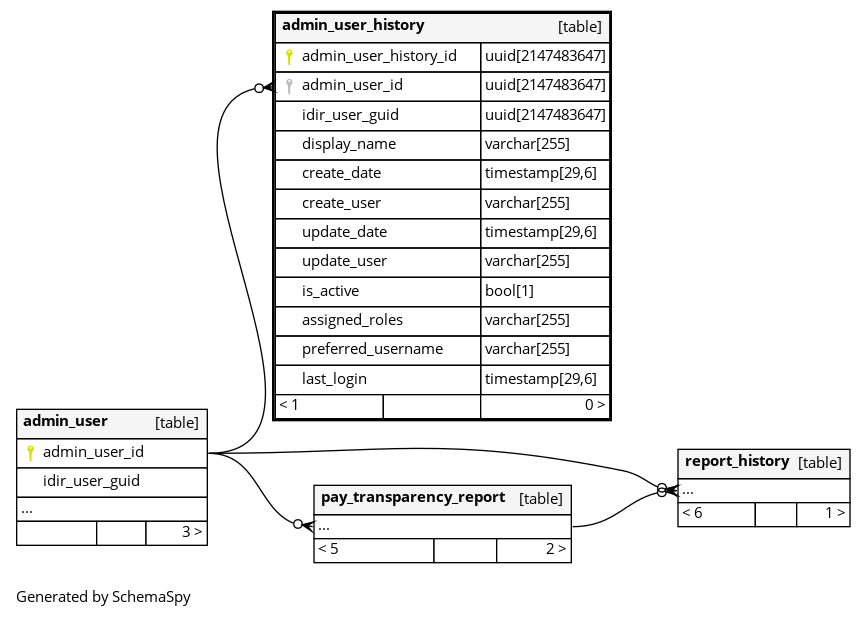 admin_user_history [table]
admin_user_history_id uuid[2147483647]
admin_user_id uuid[2147483647]
idir_user_guid uuid[2147483647]
display_name varchar[255]
create_date timestamp[29,6]
create_user varchar[255]
update_date timestamp[29,6]
update_user varchar[255]
is_active bool[1]
assigned_roles varchar[255]
preferred_username varchar[255]
last_login timestamp[29,6]
< 1 0 >
admin_user [table]
admin_user_id
idir_user_guid
...
3 >
pay_transparency_report [table]
...
< 5 2 >
report_history [table]
...
< 6 1 >
Generated by SchemaSpy